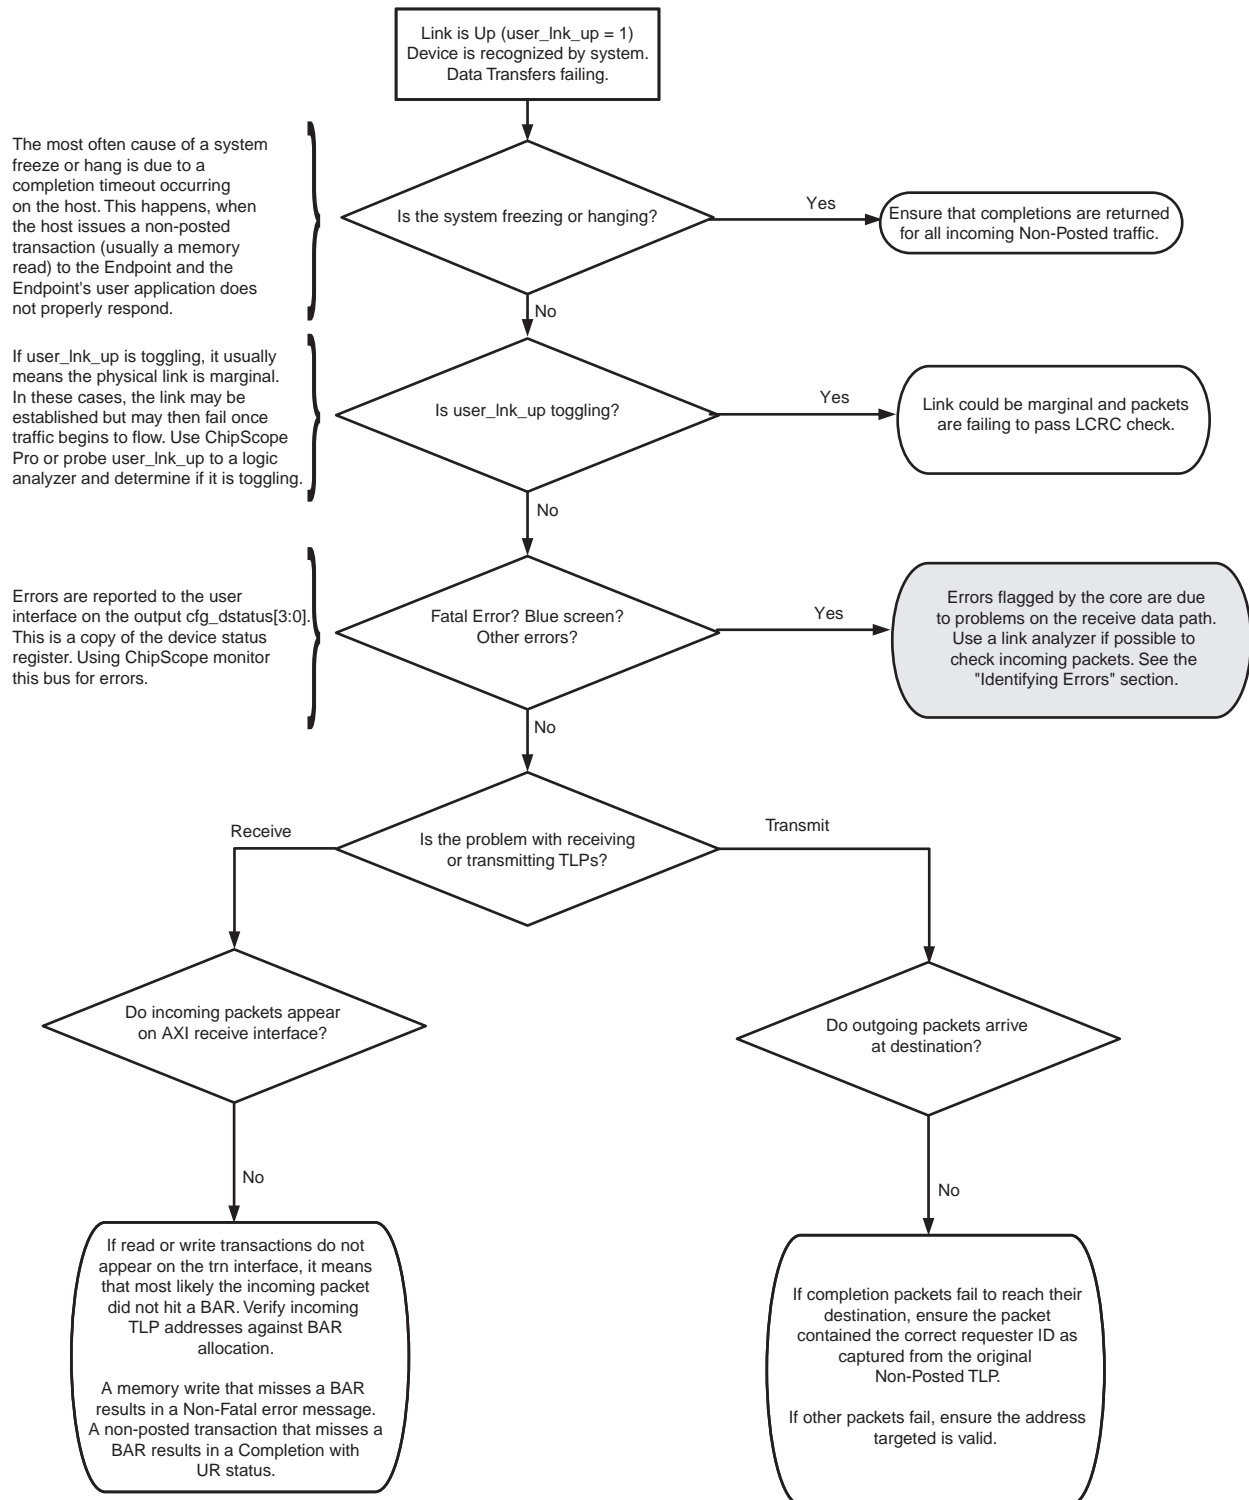 Link is Up (user_lnk_up = 1)
Device is recognized by system.
Data Transfers failing.
The most often cause of a system
freeze or hang is due to a
completion timeout occurring
on the host. This happens, when
the host issues a non-posted
transaction (usually a memory
read) to the Endpoint and the
Endpoint's user application does
not properly respond.
Is the system freezing or hanging?
Yes
Ensure that completions are returned
for all incoming Non-Posted traffic.
No
If user_lnk_up is toggling, it usually
means the physical link is marginal.
In these cases, the link may be
established but may then fail once
traffic begins to flow. Use ChipScope
Pro or probe user_lnk_up to a logic
analyzer and determine if it is toggling.
Is user_lnk_up toggling?
Yes
Link could be marginal and packets
are failing to pass LCRC check.
No
Errors are reported to the user
interface on the output cfg_dstatus[3:0].
This is a copy of the device status
register. Using ChipScope monitor
this bus for errors.
Fatal Error? Blue screen?
Other errors?
Yes
Errors flagged by the core are due
to problems on the receive data path.
Use a link analyzer if possible to
check incoming packets. See the
"Identifying Errors" section.
No
Is the problem with receiving
or transmitting TLPs?
Receive
Transmit
Do incoming packets appear
on AXI receive interface?
Do outgoing packets arrive
at destination?
No
No
If read or write transactions do not
appear on the trn interface, it means
that most likely the incoming packet
did not hit a BAR. Verify incoming
TLP addresses against BAR
allocation.
A memory write that misses a BAR
results in a Non-Fatal error message.
A non-posted transaction that misses a
BAR results in a Completion with
UR status.
If completion packets fail to reach their
destination, ensure the packet
contained the correct requester ID as
captured from the original
Non-Posted TLP.
If other packets fail, ensure the address
targeted is valid.